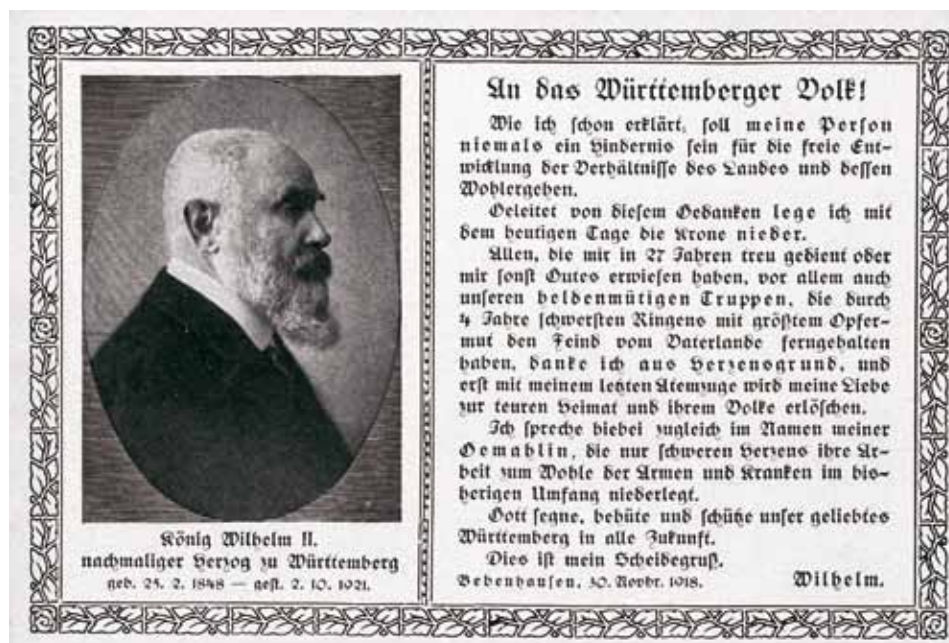 König Wilhelm II.
nachmaliger Herzog zu Württemberg
geb. 25. 2. 1848 — gest. 2. 10. 1921.
An das Württemberger Volk!
Wie ich schon erklärt, soll meine Person
niemals ein Hindernis sein für die freie Ent-
wicklung der Verhältnisse des Landes und dessen
Wohlergehen.
Geleitet von diesem Gedanken lege ich mit
dem heutigen Tage die Krone nieder.
Allen, die mir in 27 Jahren treu gedient oder
mir sonst Gutes erwiesen haben, vor allem auch
unseren heldenmütigen Truppen, die durch
4 Jahre schwersten Ringens mit größtem Opfer-
mut den Feind vom Vaterlande ferngehalten
haben, danke ich aus Herzensgrund, und
erst mit meinem letzten Atemzuge wird meine Liebe
zur teuren Heimat und ihrem Volke erlöschen.
Ich spreche hiebei zugleich im Namen meiner
Gemahlin, die nur schweren Herzens ihre Ar-
beit zum Wohle der Armen und Kranken im bis-
herigen Umfang niederlegt.
Gott segne, behüte und schütze unser geliebtes
Württemberg in alle Zukunft.
Dies ist mein Scheidegruß.
Bebenhausen, 30. Novbr. 1918. Wilhelm.